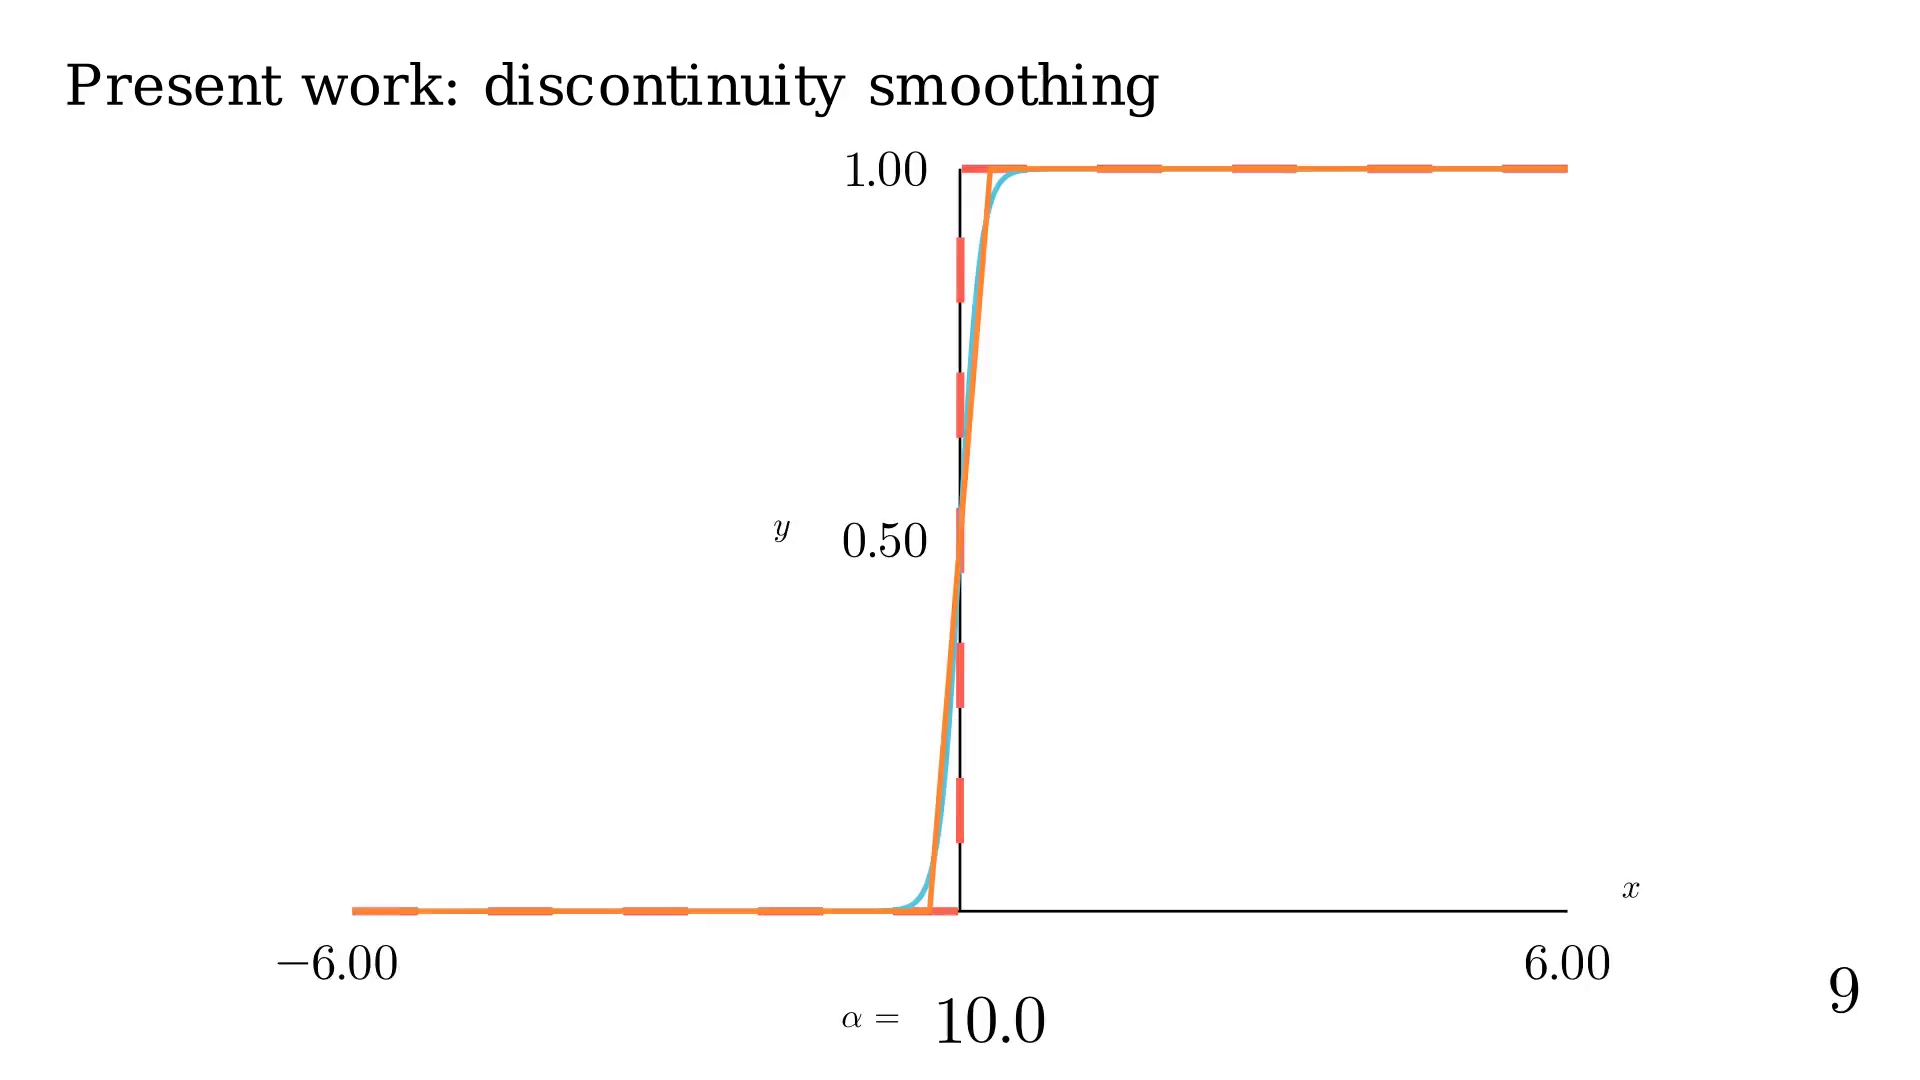 Present work: discontinuity smoothing
1.00
y 0.50
x
−6.00 6.00
α = 10.0
9